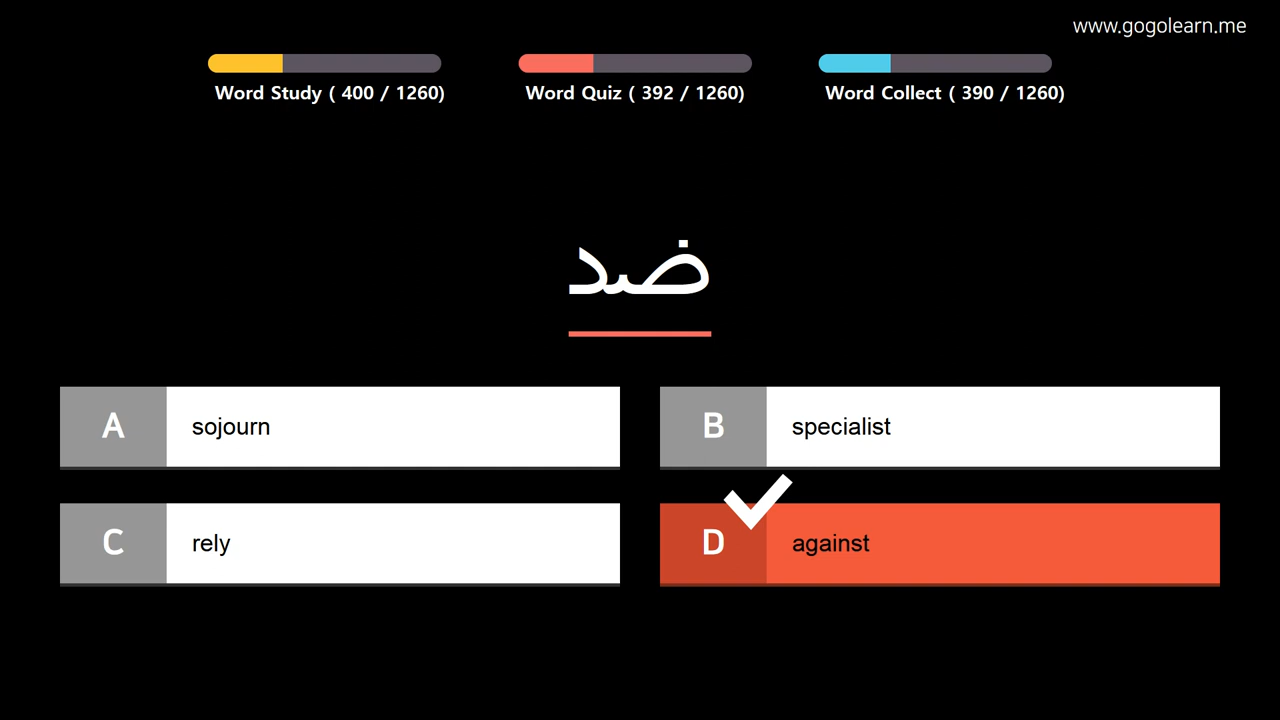 www.gogolearn.me
Word Study ( 400 / 1260)
Word Quiz ( 392 / 1260)
Word Collect ( 390 / 1260)
ضد
A sojourn
B specialist
C rely
D against